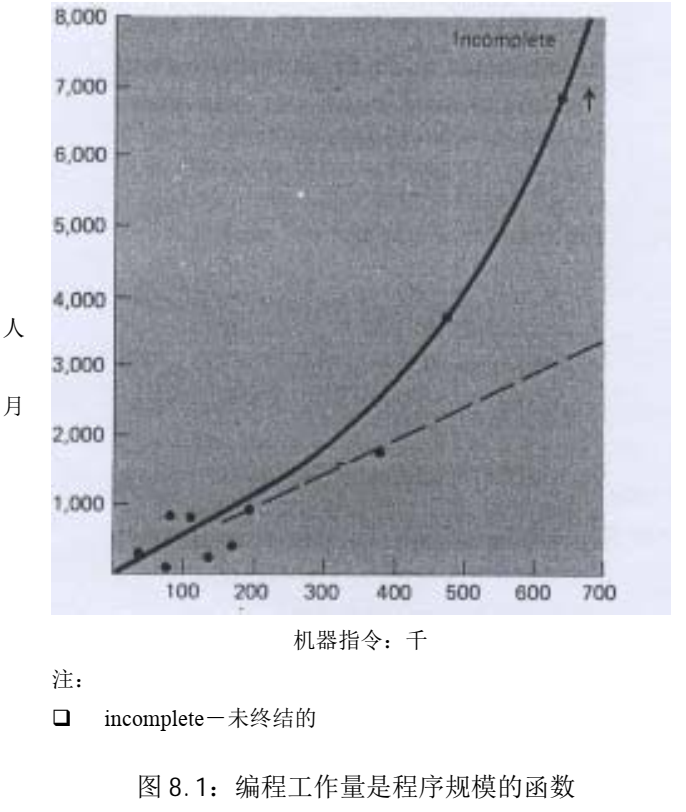 8,000
Incomplete
7,000
6,000
5,000
4,000
人
3,000
月
2,000
1,000
100 200 300 400 500 600 700
机器指令：千
注：
❑ incomplete－未终结的
图 8.1：编程工作量是程序规模的函数